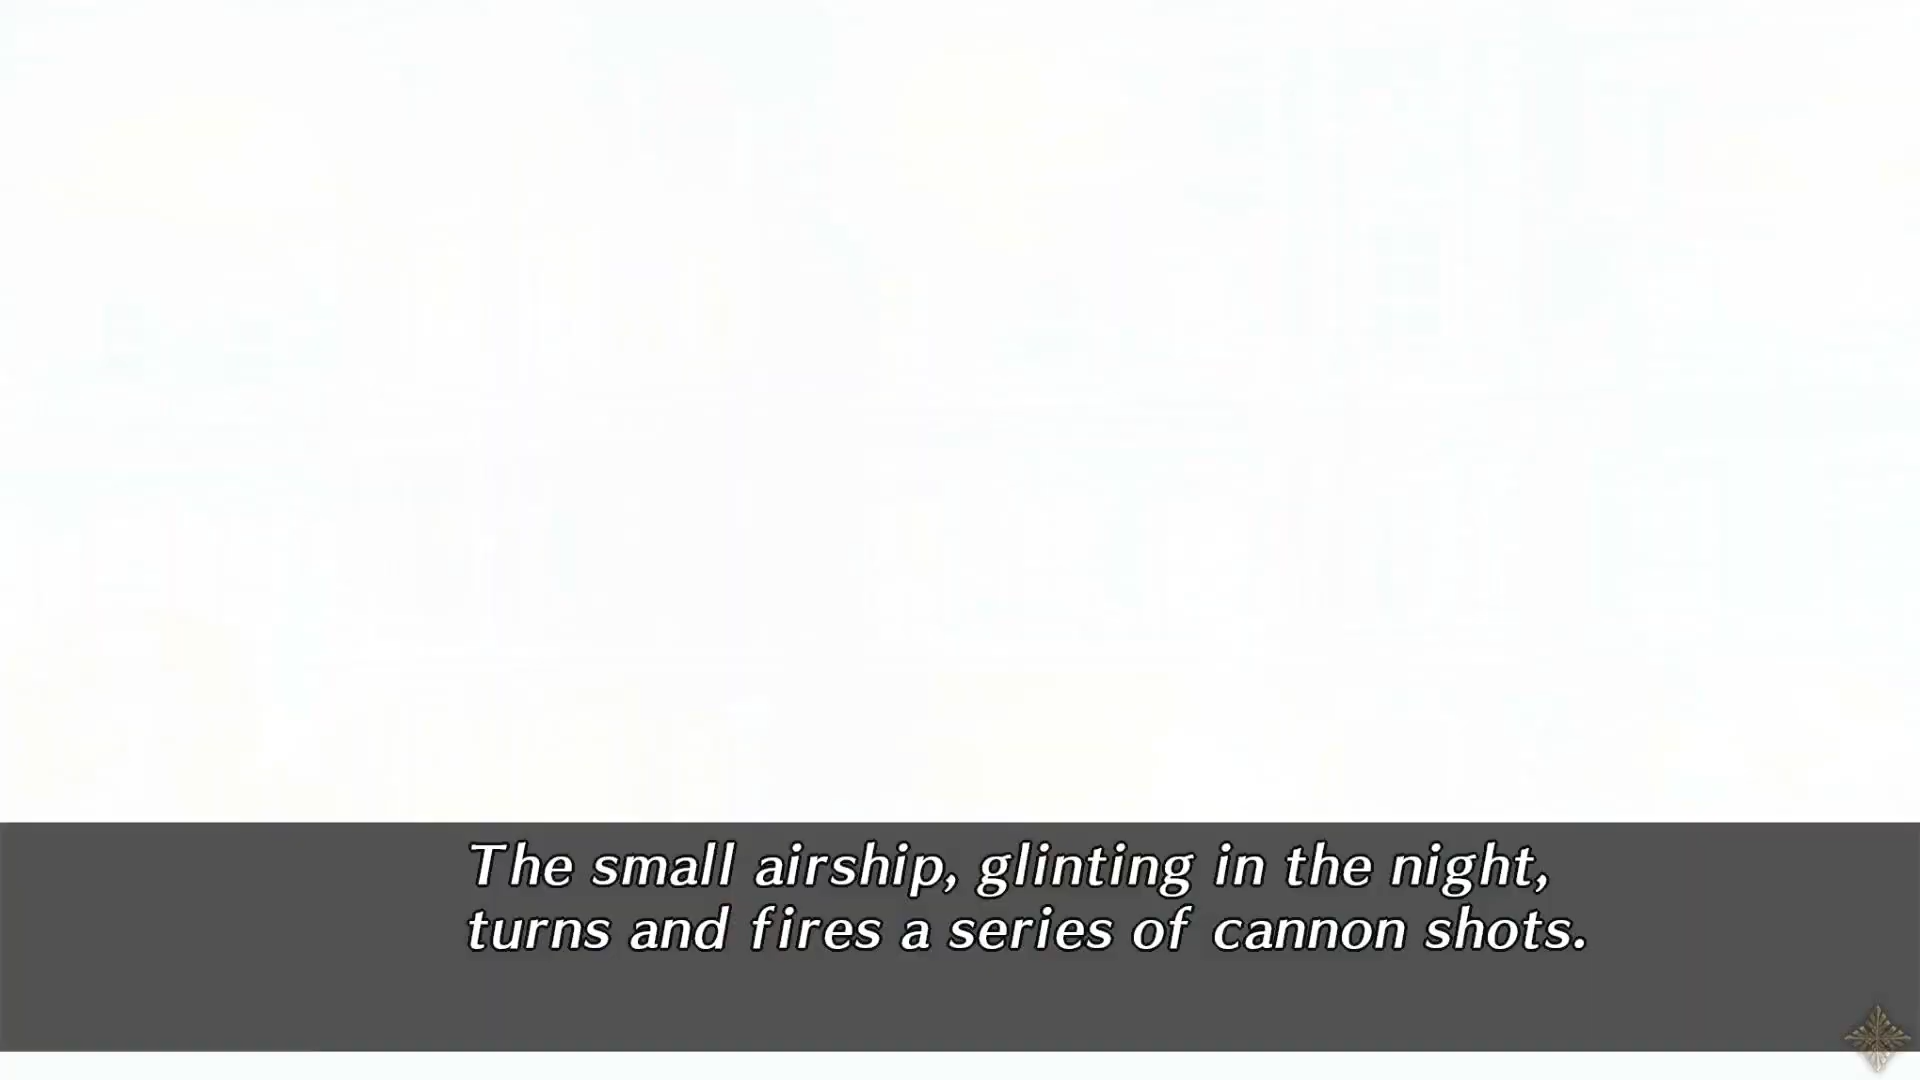 The small airship, glinting in the night,
turns and fires a series of cannon shots.